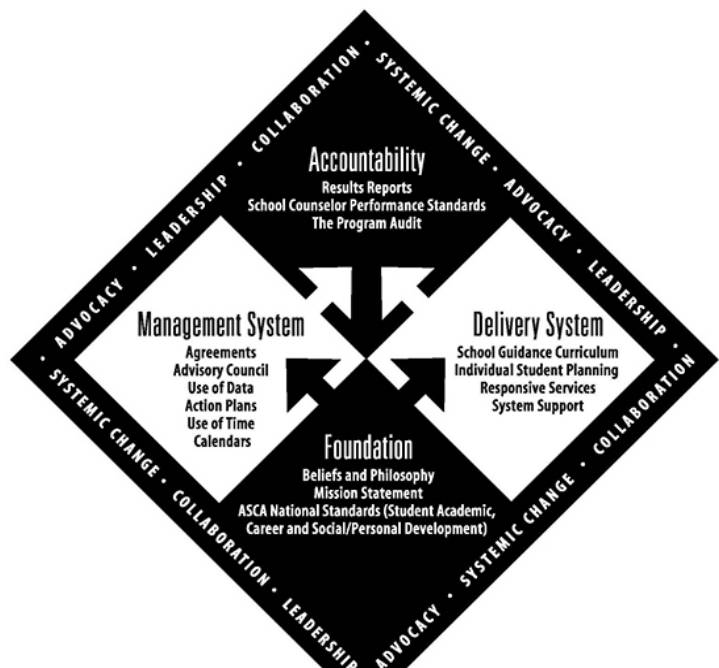 ADVOCACY • LEADERSHIP • COLLABORATION •
SYSTEMIC CHANGE • ADVOCACY • LEADERSHIP •
Accountability
Results Reports
School Counselor Performance Standards
The Program Audit
Management System
Agreements
Advisory Council
Use of Data
Action Plans
Use of Time
Calendars
Delivery System
School Guidance Curriculum
Individual Student Planning
Responsive Services
System Support
Foundation
Beliefs and Philosophy
Mission Statement
ASCA National Standards (Student Academic,
Career and Social/Personal Development)
• SYSTEMIC CHANGE • COLLABORATION • LEADERSHIP
ADVOCACY • SYSTEMIC CHANGE • COLLABORATION